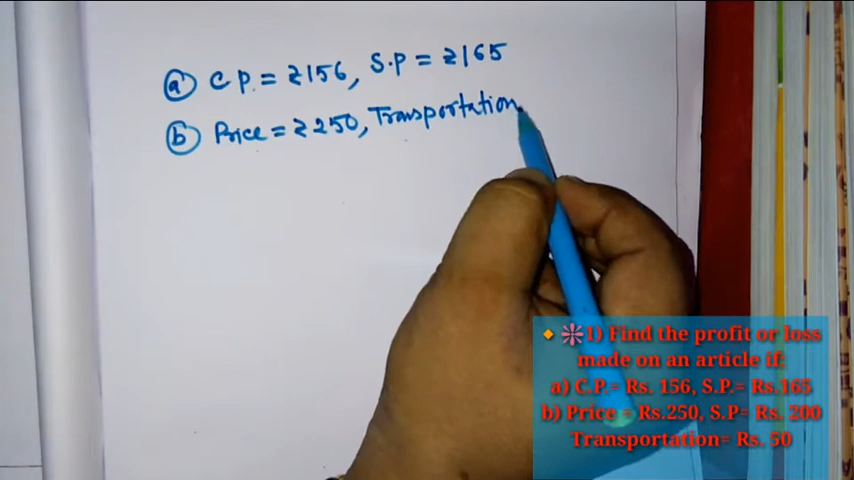 (a) C.P. = ₹156, S.P = ₹165
(b) Price = ₹250, Transportation
1) Find the profit or loss
made on an article if:
a) C.P.= Rs. 156, S.P.= Rs.165
b) Price = Rs.250, S.P= Rs. 200
Transportation= Rs. 50